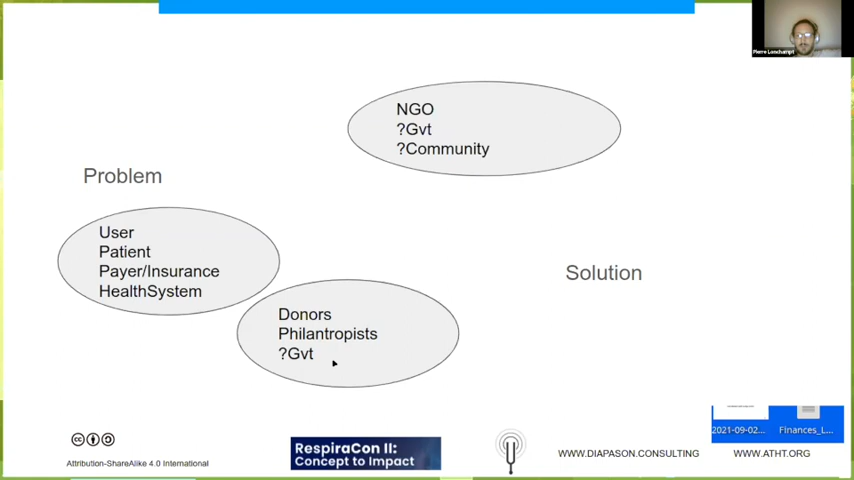 Pierre Lonchampt
NGO
?Gvt
?Community
Problem
User
Patient
Payer/Insurance
HealthSystem
Solution
Donors
Philantropists
?Gvt
2021-09-02...
Finances_L...
Attribution-ShareAlike 4.0 International
RespiraCon II:
Concept to Impact
WWW.DIAPASON.CONSULTING
WWW.ATHT.ORG